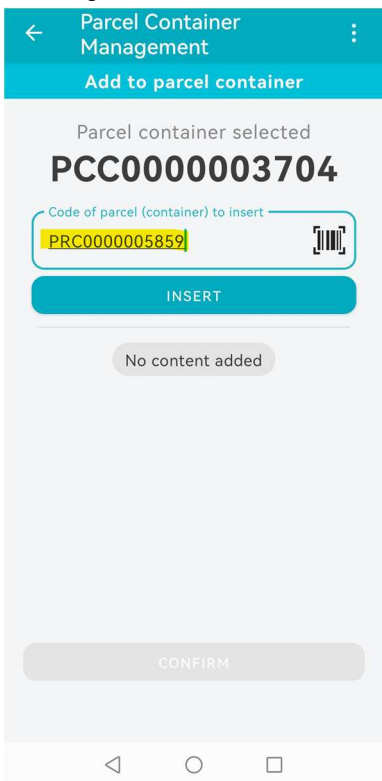 Parcel Container
Management
Add to parcel container
Parcel container selected
PCC0000003704
Code of parcel (container) to insert
PRC0000005859
INSERT
No content added
CONFIRM